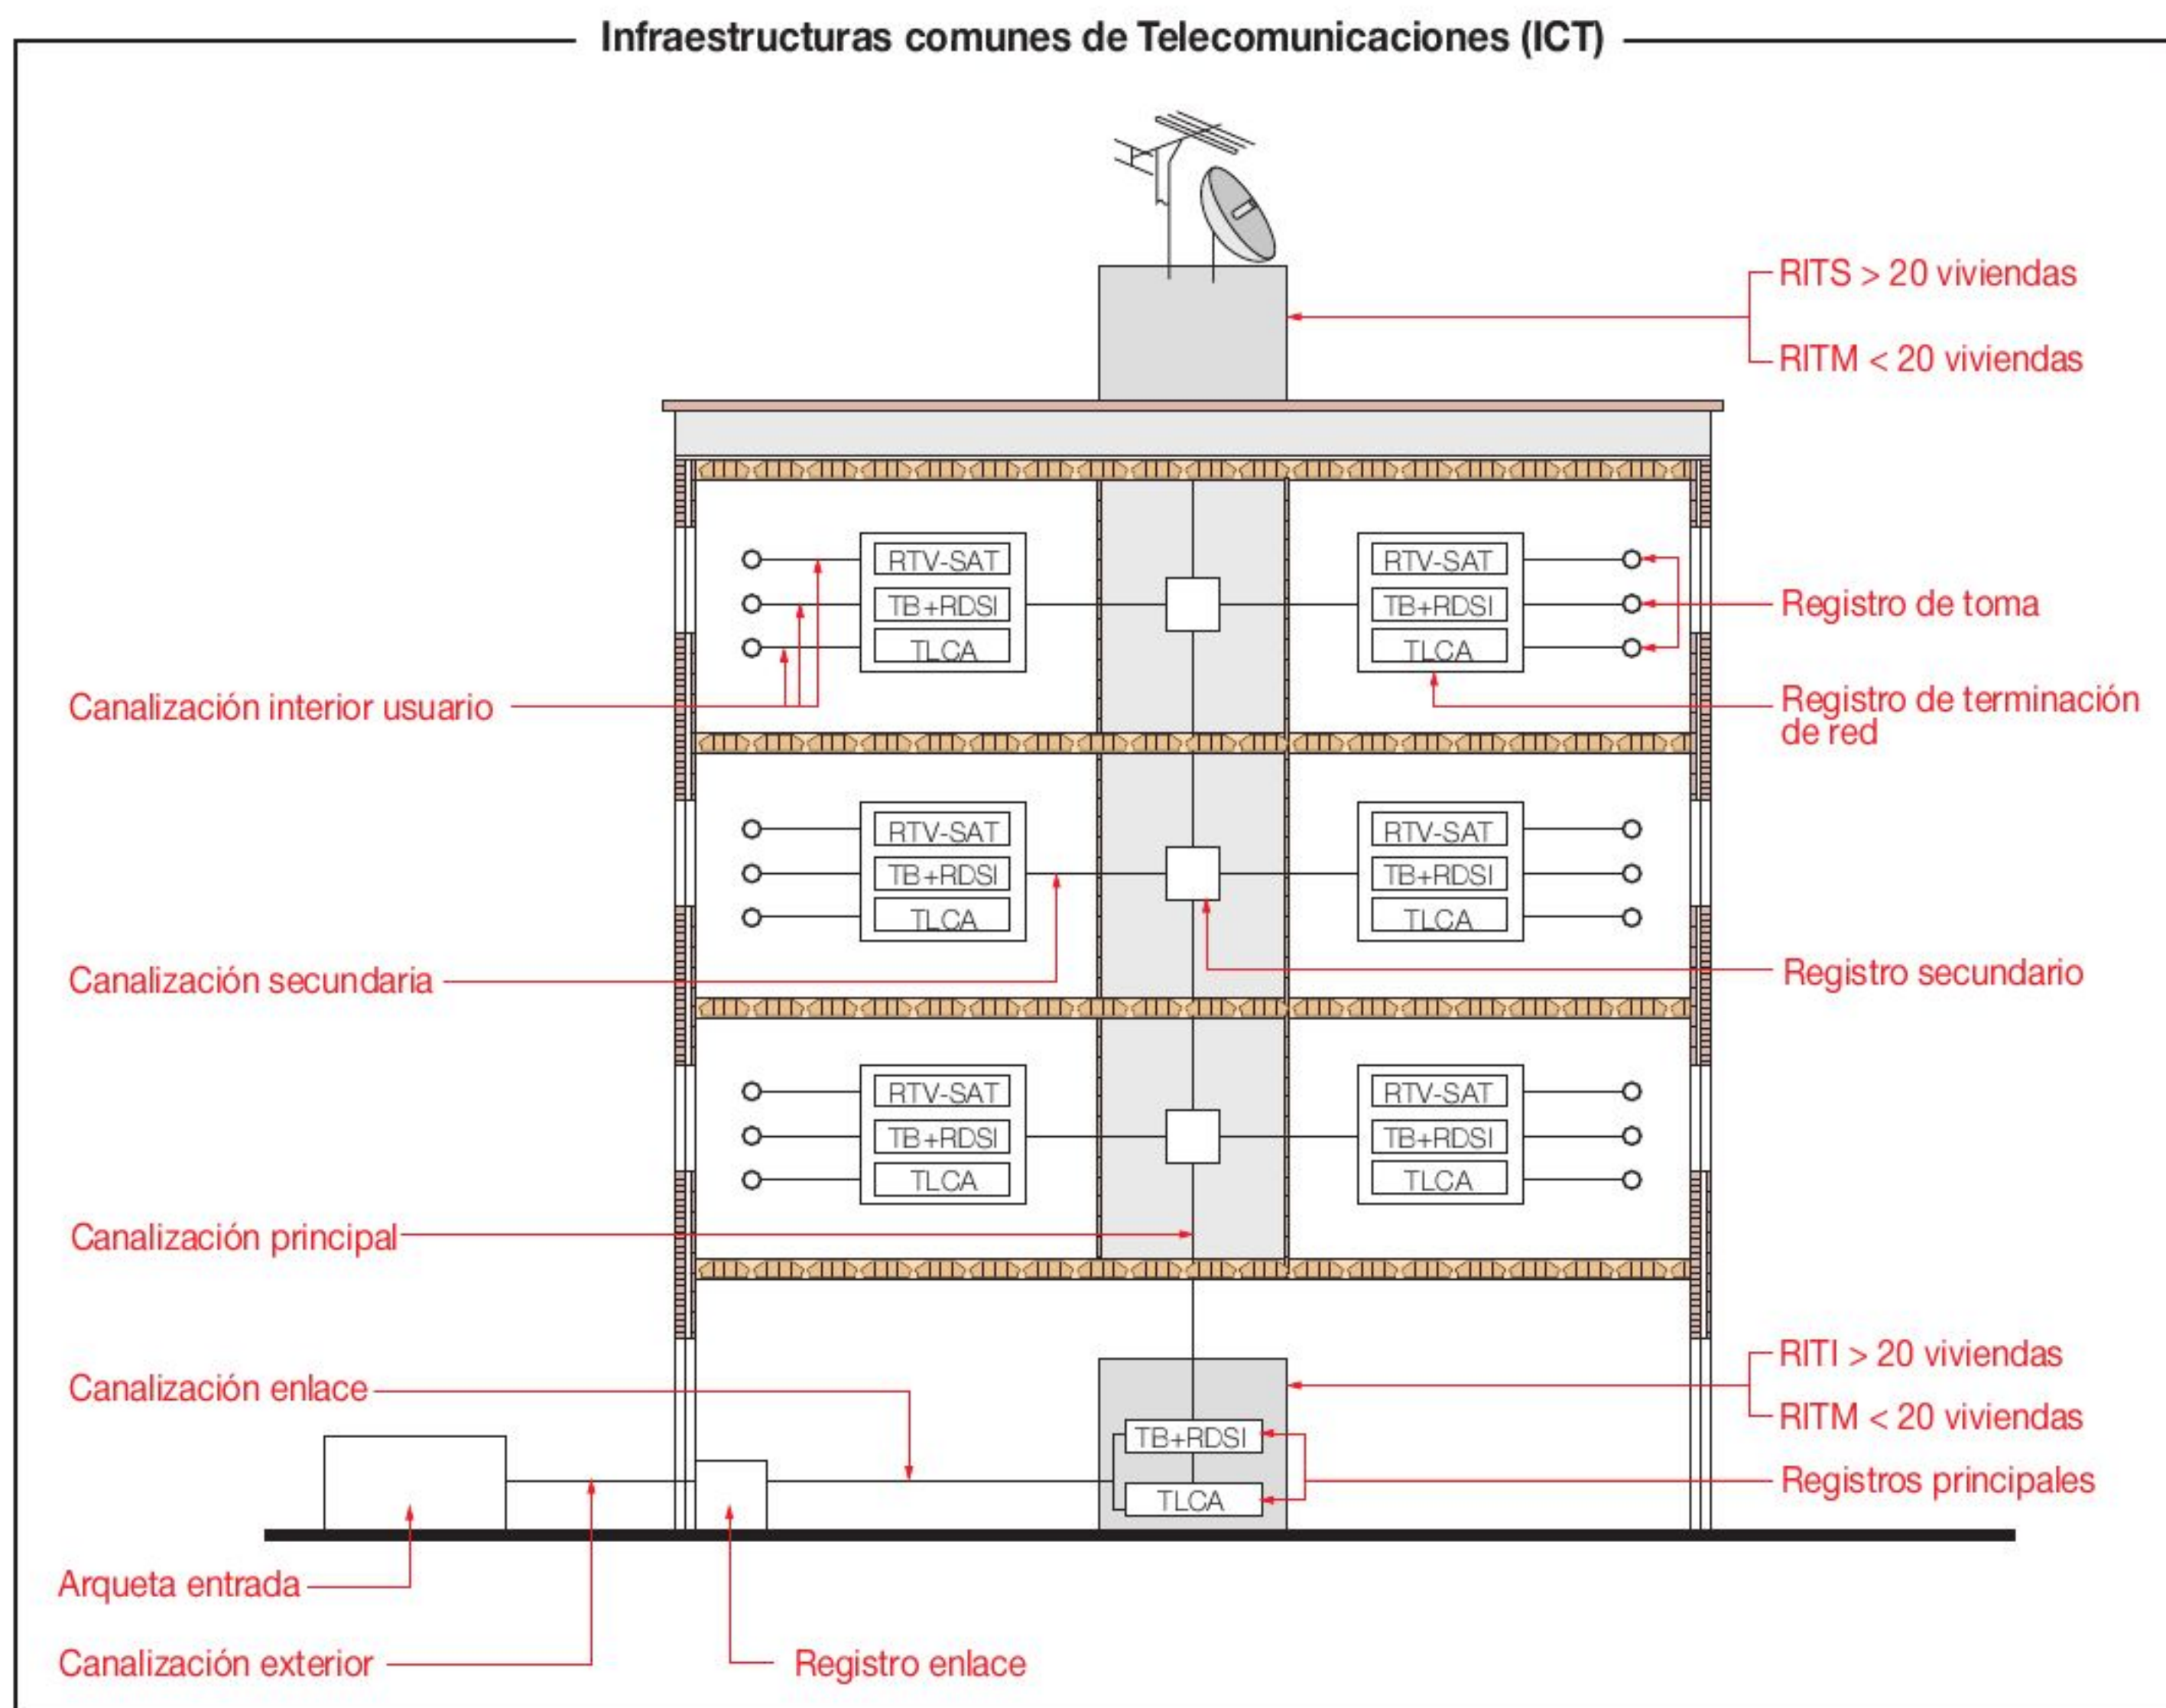 Infraestructuras comunes de Telecomunicaciones (ICT)
RITS > 20 viviendas
RITM < 20 viviendas
RTV-SAT
TB+RDSI
TLCA
RTV-SAT
TB+RDSI
TLCA
Registro de toma
Canalización interior usuario
Registro de terminación
de red
RTV-SAT
TB+RDSI
TLCA
RTV-SAT
TB+RDSI
TLCA
Canalización secundaria
Registro secundario
RTV-SAT
TB+RDSI
TLCA
RTV-SAT
TB+RDSI
TLCA
Canalización principal
RITI > 20 viviendas
RITM < 20 viviendas
Canalización enlace
TB+RDSI
TLCA
Registros principales
Arqueta entrada
Canalización exterior
Registro enlace